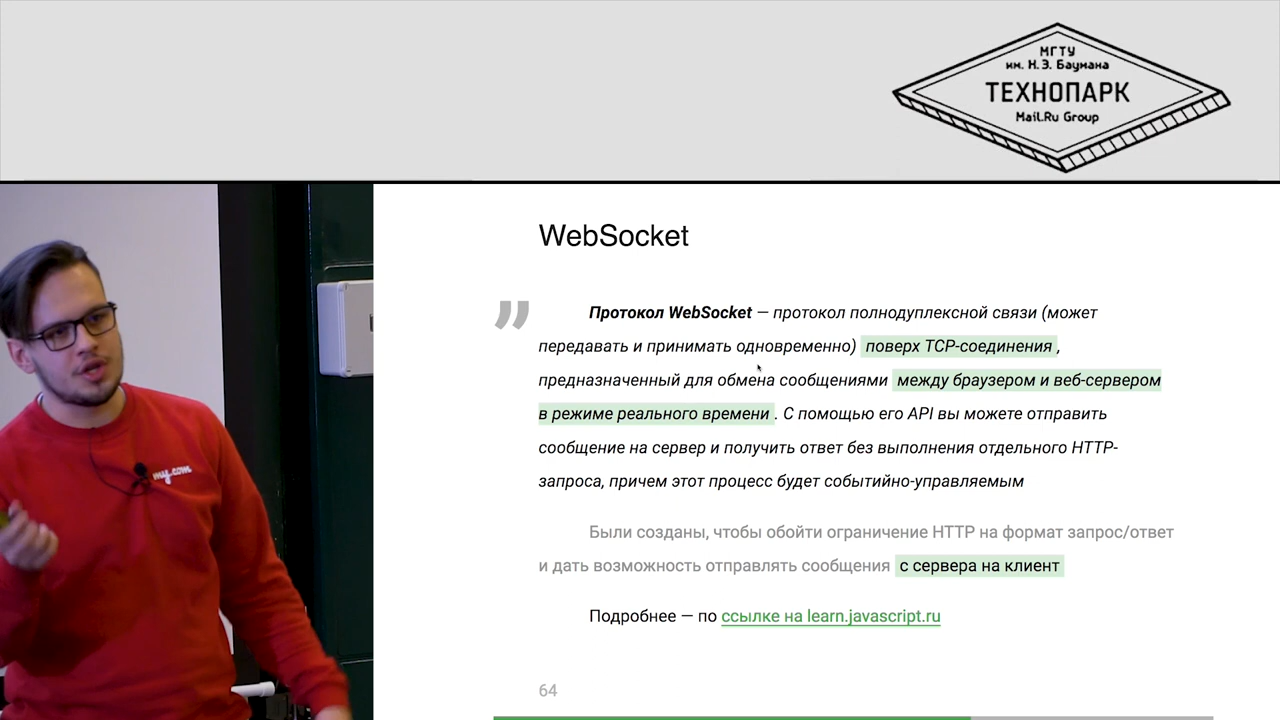 МГТУ
им. Н.Э. Баумана
ТЕХНОПАРК
Mail.Ru Group
WebSocket
” Протокол WebSocket — протокол полнодуплексной связи (может
передавать и принимать одновременно) поверх TCP-соединения ,
предназначенный для обмена сообщениями между браузером и веб-сервером
в режиме реального времени . С помощью его API вы можете отправить
сообщение на сервер и получить ответ без выполнения отдельного HTTP-
запроса, причем этот процесс будет событийно-управляемым
Были созданы, чтобы обойти ограничение HTTP на формат запрос/ответ
и дать возможность отправлять сообщения с сервера на клиент
Подробнее — по ссылке на learn.javascript.ru
64
my.com